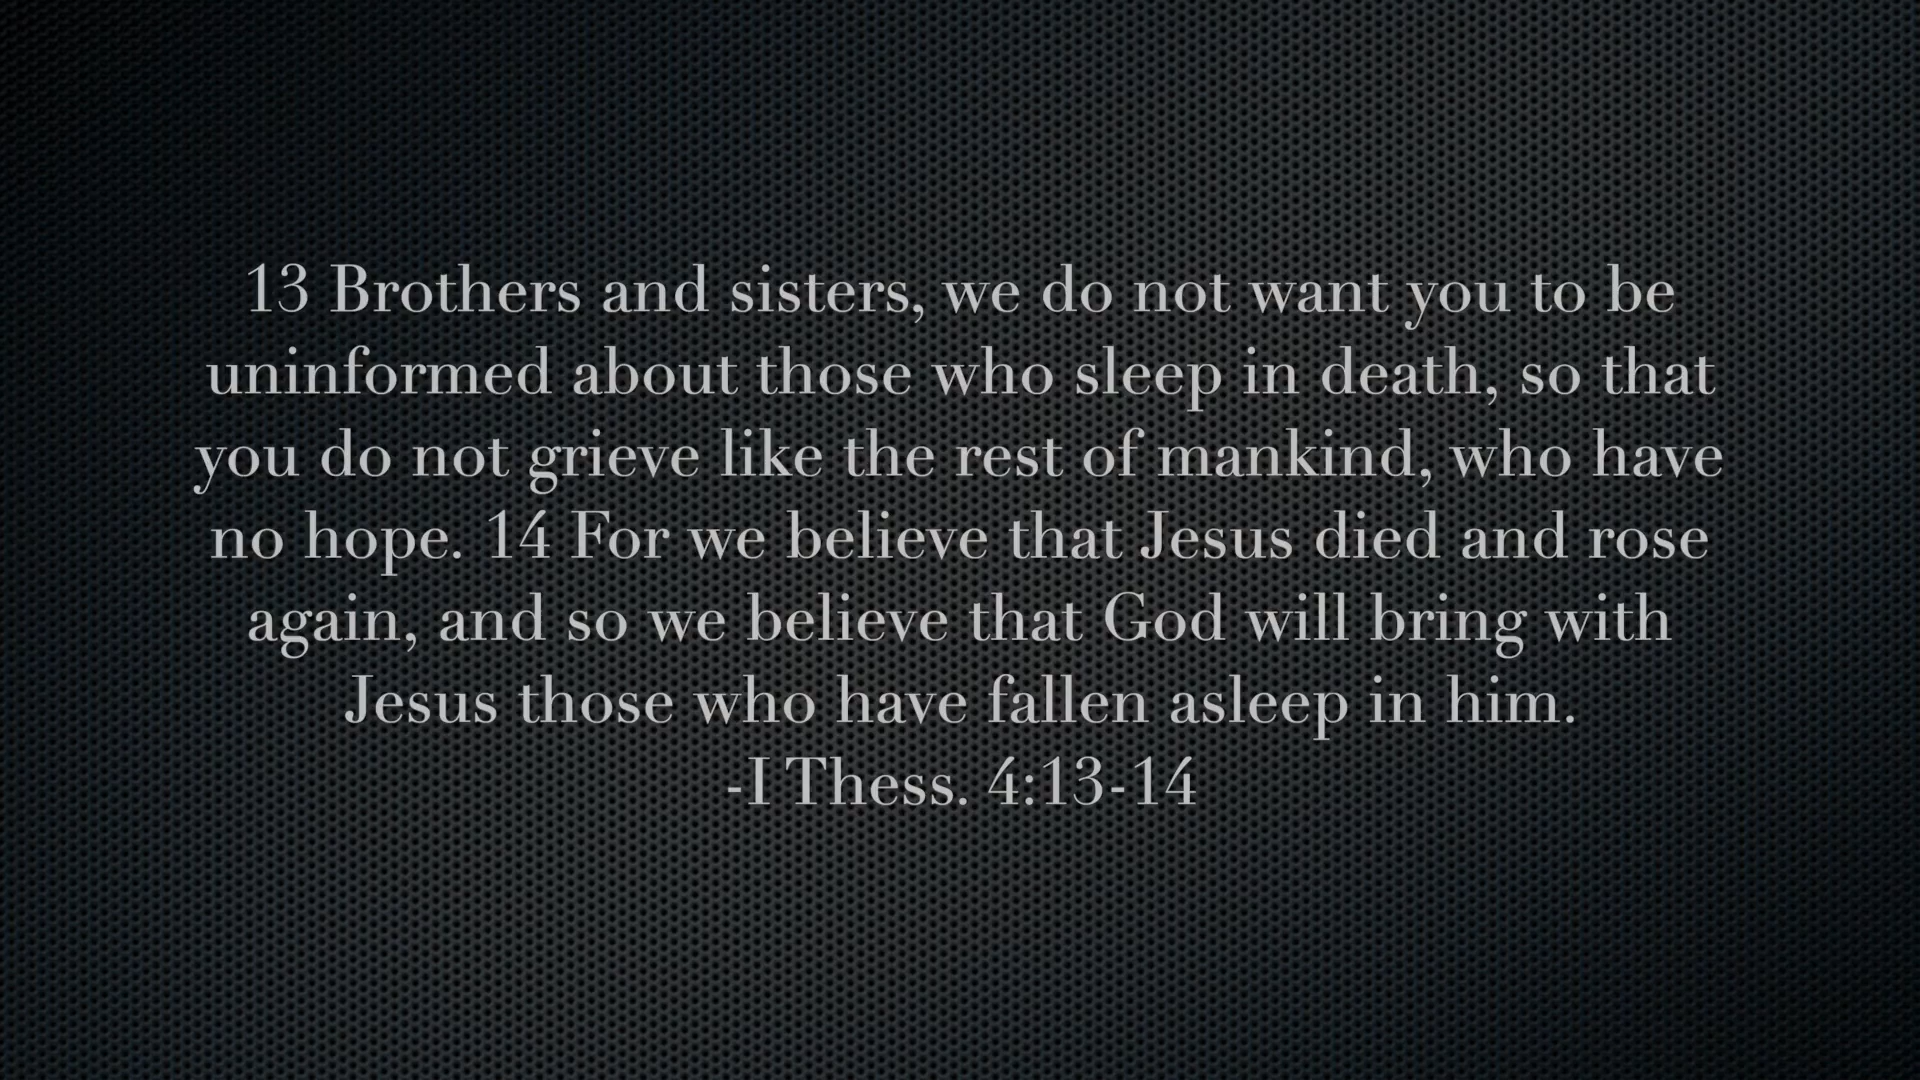 13 Brothers and sisters, we do not want you to be
uninformed about those who sleep in death, so that
you do not grieve like the rest of mankind, who have
no hope. 14 For we believe that Jesus died and rose
again, and so we believe that God will bring with
Jesus those who have fallen asleep in him.
-I Thess. 4:13-14